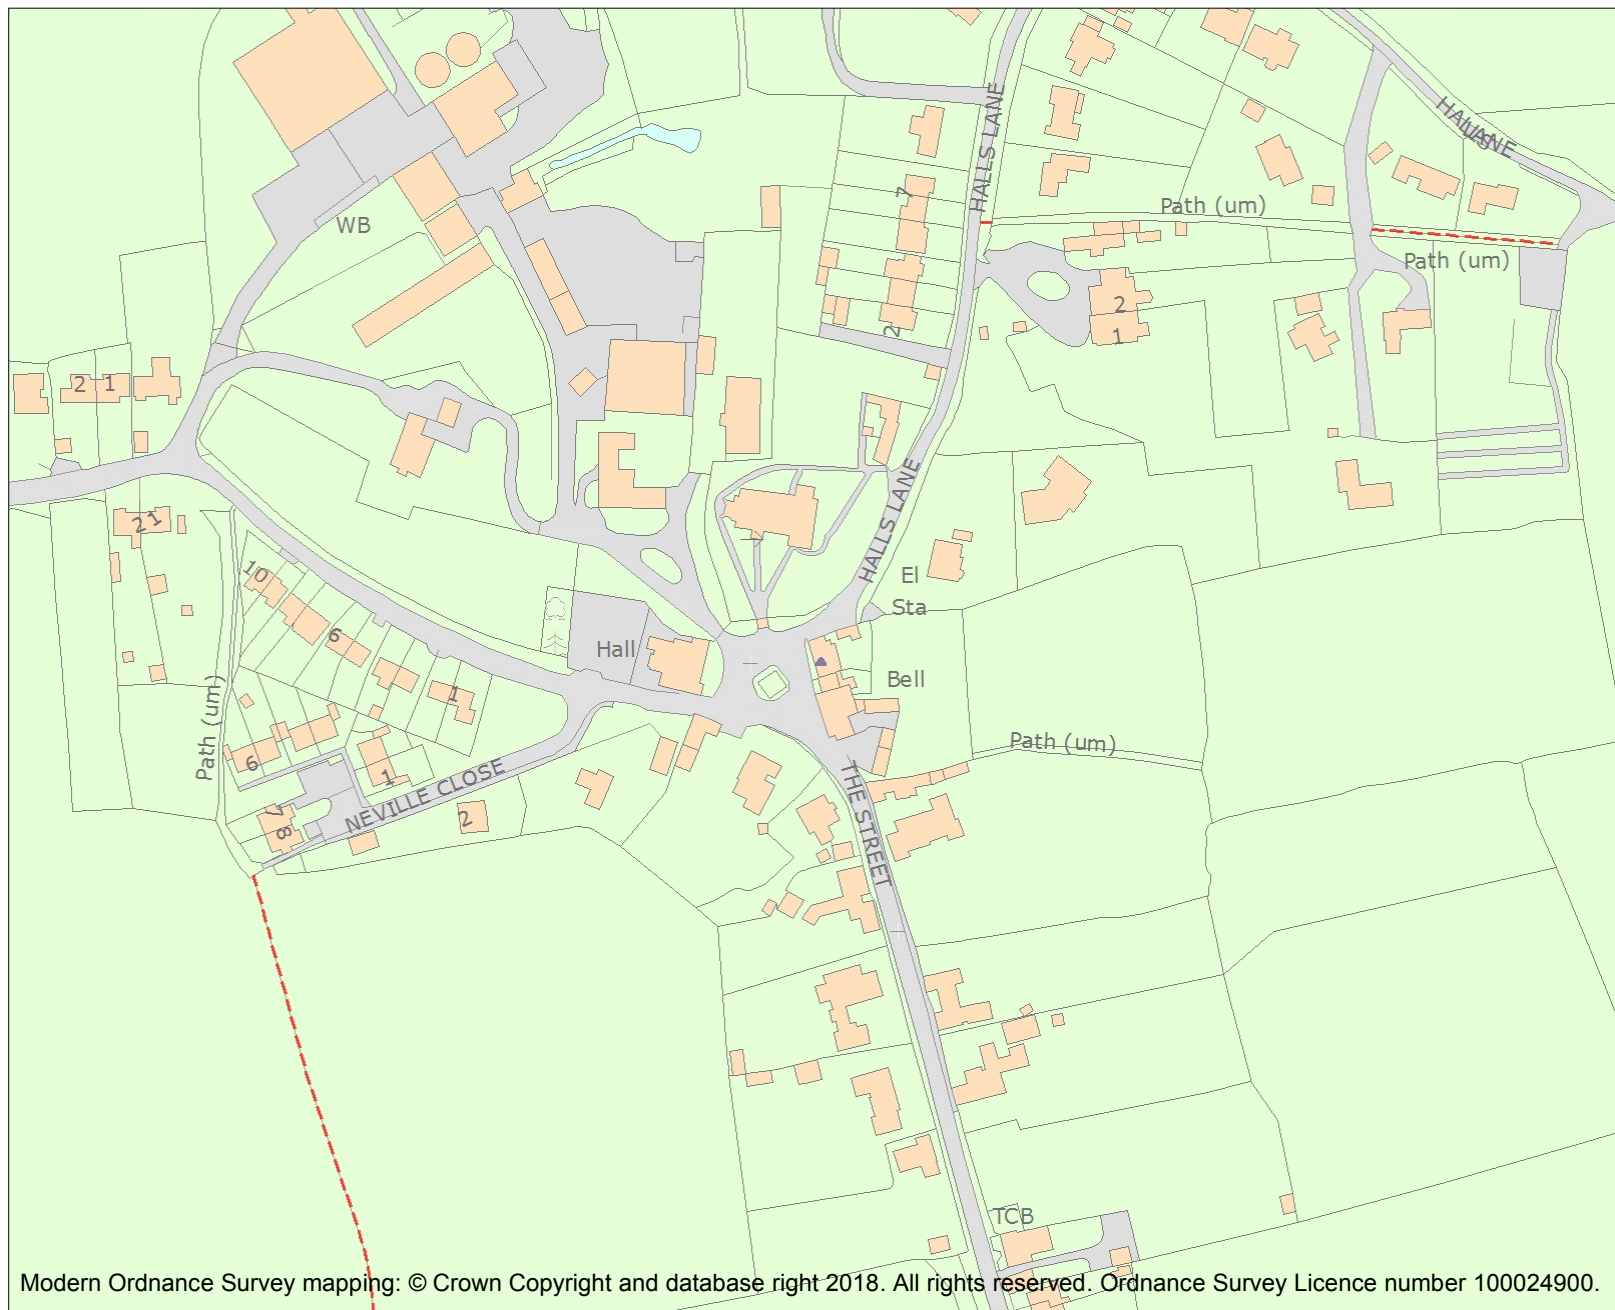 HALLS LANE
HALLS LANE
7
Path (um)
WB
Path (um)
2
1
2
2 1
HALLS LANE
2 1
10
El
Sta
6
Hall
Bell
1
Path (um)
Path (um)
6
1
NEVILLE CLOSE
2
7
8
THE STREET
TCB
Modern Ordnance Survey mapping: © Crown Copyright and database right 2018. All rights reserved. Ordnance Survey Licence number 100024900.